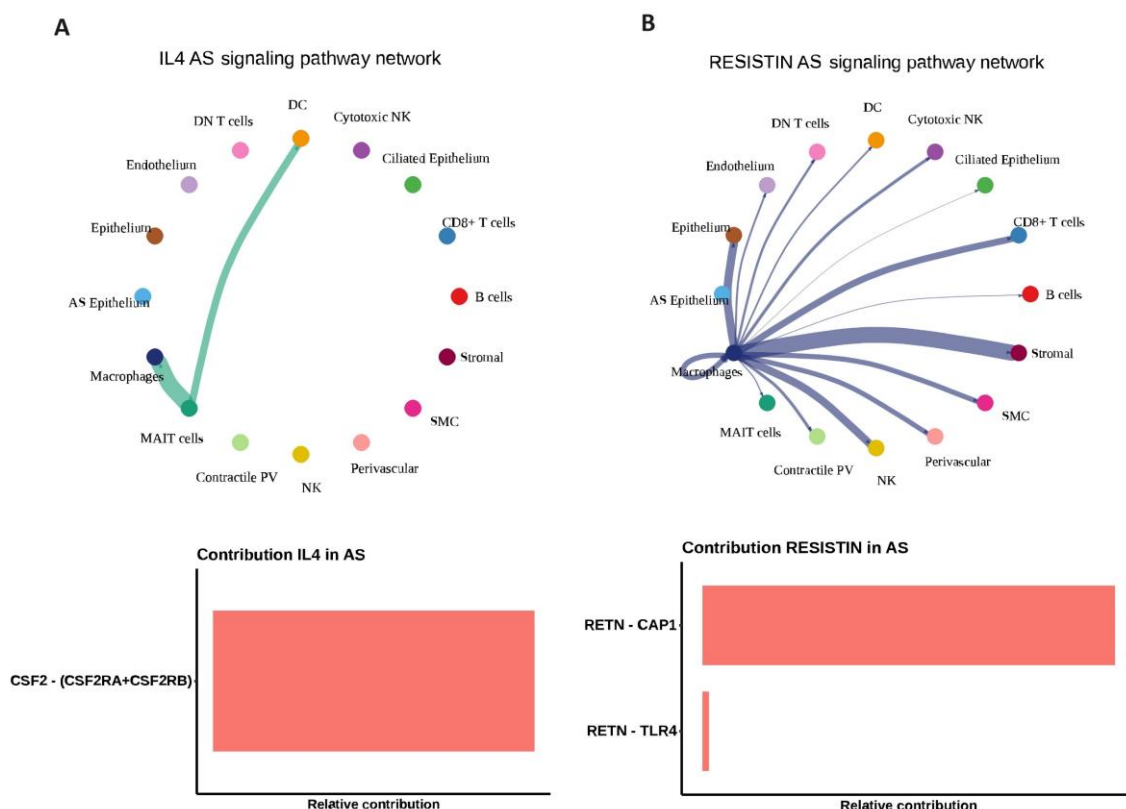 A
IL4 AS signaling pathway network
DC
DN T cells
Cytotoxic NK
Endothelium
Ciliated Epithelium
Epithelium
CD8+ T cells
AS Epithelium
B cells
Macrophages
Stromal
MAIT cells
SMC
Contractile PV
Perivascular
NK
Contribution IL4 in AS
CSF2 - (CSF2RA+CSF2RB)
Relative contribution
B
RESISTIN AS signaling pathway network
DC
DN T cells
Cytotoxic NK
Endothelium
Ciliated Epithelium
Epithelium
CD8+ T cells
AS Epithelium
B cells
Macrophages
Stromal
MAIT cells
SMC
Contractile PV
Perivascular
NK
Contribution RESISTIN in AS
RETN - CAP1
RETN - TLR4
Relative contribution